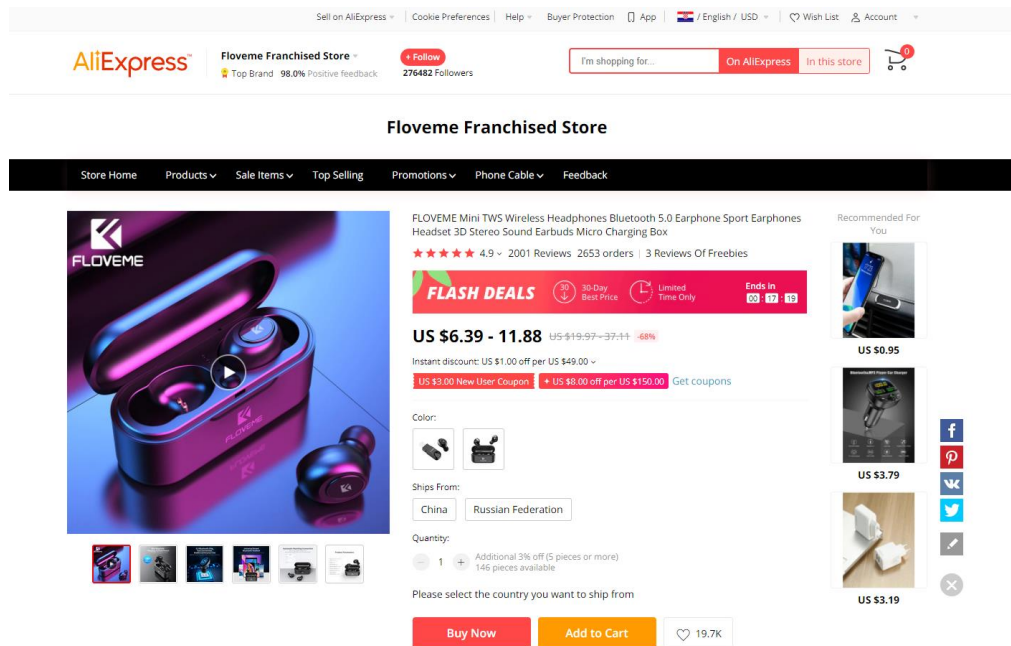 Sell on AliExpress
Cookie Preferences
Help
Buyer Protection
App
/ English / USD
Wish List
Account
AliExpress
Floveme Franchised Store
Top Brand 98.0% Positive feedback
+ Follow
276482 Followers
I'm shopping for...
On AliExpress
In this store
0
Floveme Franchised Store
Store Home
Products
Sale Items
Top Selling
Promotions
Phone Cable
Feedback
FLOVEME
FLOVEME
FLOVEME Mini TWS Wireless Headphones Bluetooth 5.0 Earphone Sport Earphones
Headset 3D Stereo Sound Earbuds Micro Charging Box
4.9 2001 Reviews 2653 orders 3 Reviews Of Freebies
FLASH DEALS
30
30-Day
Best Price
Limited
Time Only
Ends in
00 : 17 : 19
US $6.39 - 11.88 US $19.97 - 37.11 -68%
Instant discount: US $1.00 off per US $49.00
US $3.00 New User Coupon
+ US $8.00 off per US $150.00
Get coupons
Color:
Ships From:
China
Russian Federation
Quantity:
- 1 +
Additional 3% off (5 pieces or more)
146 pieces available
Please select the country you want to ship from
Buy Now
Add to Cart
19.7K
Recommended For
You
US $0.95
US $3.79
US $3.19